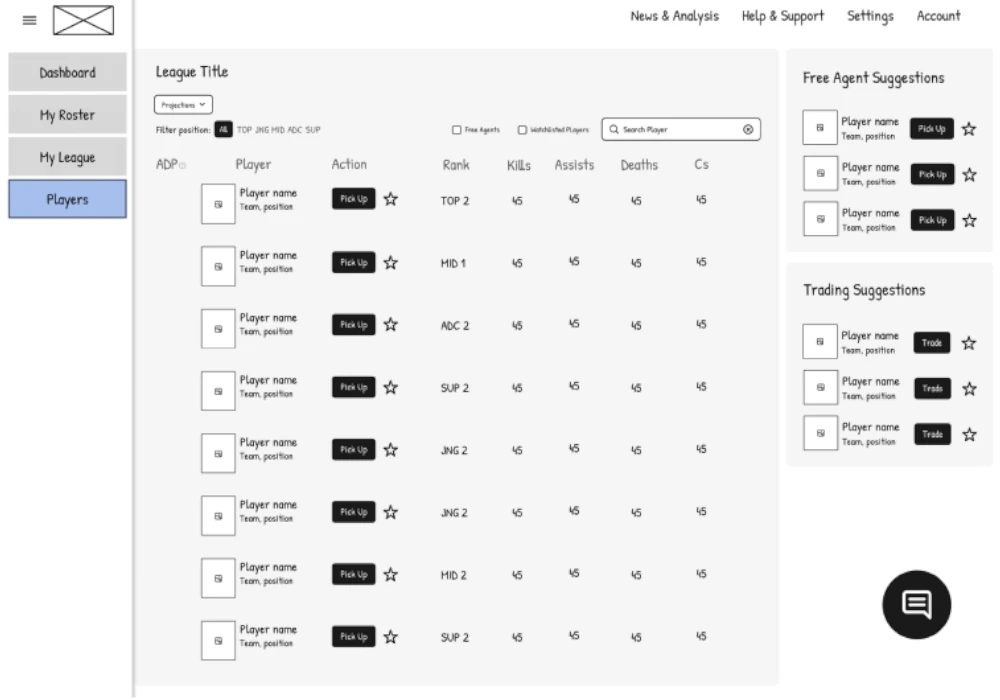 News & Analysis Help & Support Settings Account
Dashboard
My Roster
My League
Players
League Title
Projections
Filter position: All TOP JNG MID ADC SUP
Free Agents Watchlisted Players Search Player
ADP Player Action Rank Kills Assists Deaths Cs
Player name
Team, position
Pick Up TOP 2 45 45 45 45
Player name
Team, position
Pick Up MID 1 45 45 45 45
Player name
Team, position
Pick Up ADC 2 45 45 45 45
Player name
Team, position
Pick Up SUP 2 45 45 45 45
Player name
Team, position
Pick Up JNG 2 45 45 45 45
Player name
Team, position
Pick Up JNG 2 45 45 45 45
Player name
Team, position
Pick Up MID 2 45 45 45 45
Player name
Team, position
Pick Up SUP 2 45 45 45 45
Free Agent Suggestions
Player name
Team, position
Pick Up
Player name
Team, position
Pick Up
Player name
Team, position
Pick Up
Trading Suggestions
Player name
Team, position
Trade
Player name
Team, position
Trade
Player name
Team, position
Trade